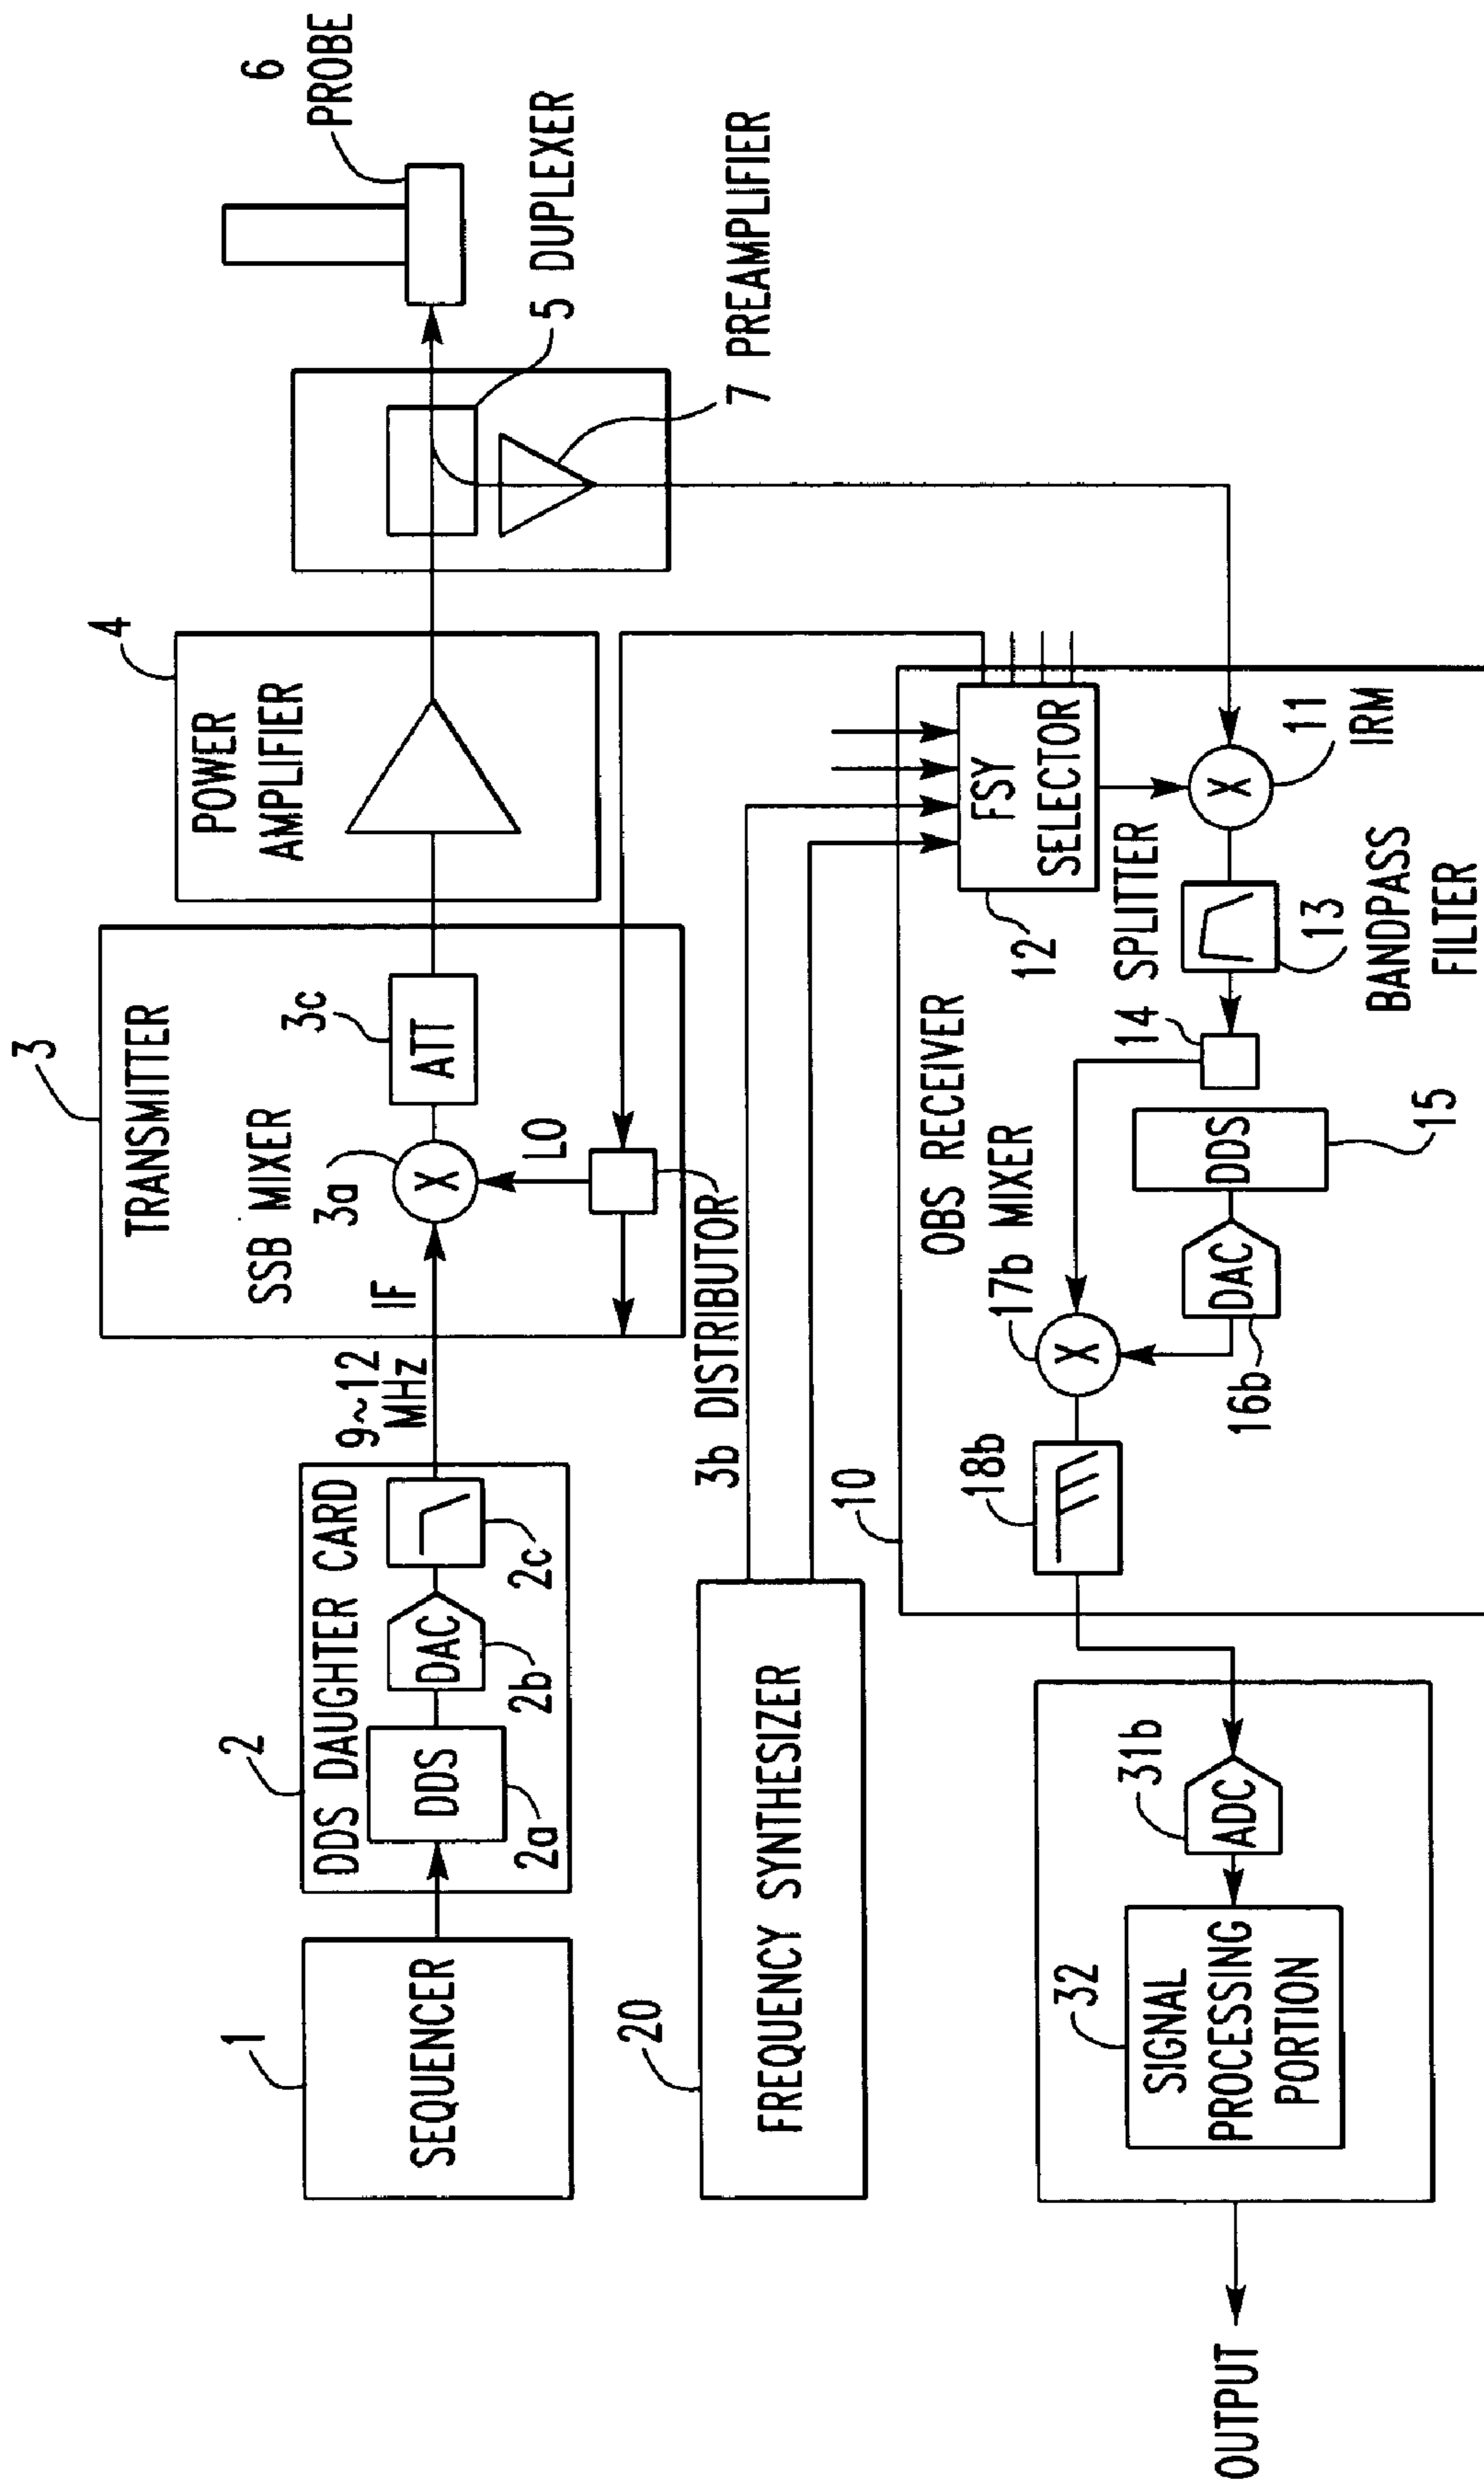 1
SEQUENCER
2
DDS DAUGHTER CARD
DDS
2a
DAC
2b
2c
9~12
MHz
3
TRANSMITTER
SSB MIXER
3a
X
IF
LO
3c
ATT
3b DISTRIBUTOR
4
POWER
AMPLIFIER
5 DUPLEXER
6
PROBE
7 PREAMPLIFIER
20
FREQUENCY SYNTHESIZER
10
OBS RECEIVER
FSY
SELECTOR
12
X
11
IRM
13
BANDPASS
FILTER
14 SPLITTER
DDS
15
DAC
16b
17b MIXER
X
18b
ADC
31b
32
SIGNAL
PROCESSING
PORTION
OUTPUT